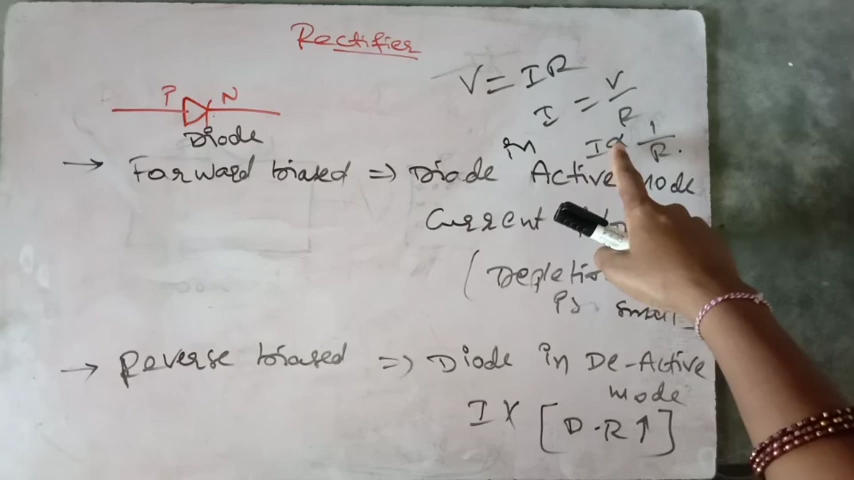 Rectifier
V = IR
I = V/R
I α 1/R.
P N
Diode
→ Forward biased => Diode in Active mode
Current
(Depletio
is small
→ Reverse biased => Diode in De-Active
mode
I X [D.R↑]